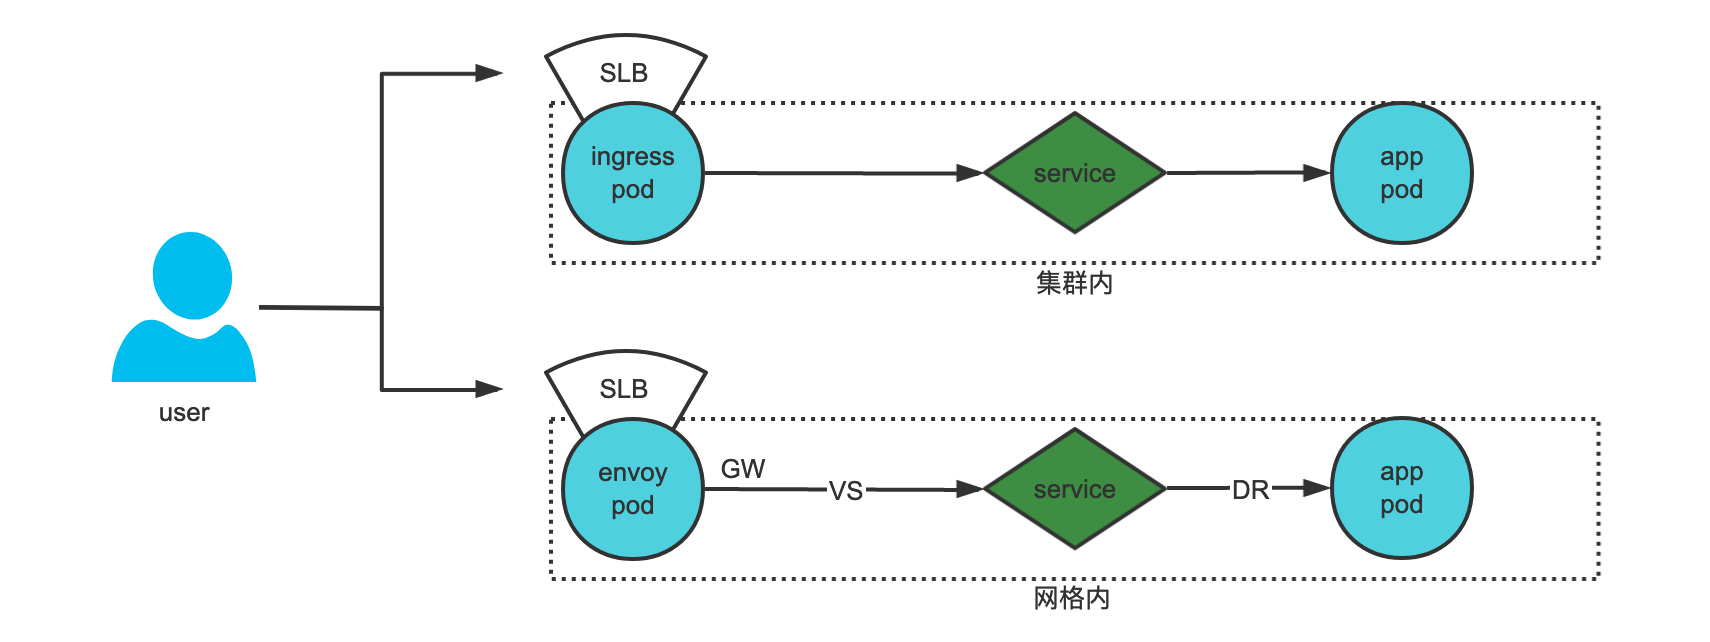 SLB
ingress
pod
service
app
pod
集群内
user
SLB
envoy
pod
GW
VS
service
DR
app
pod
网格内